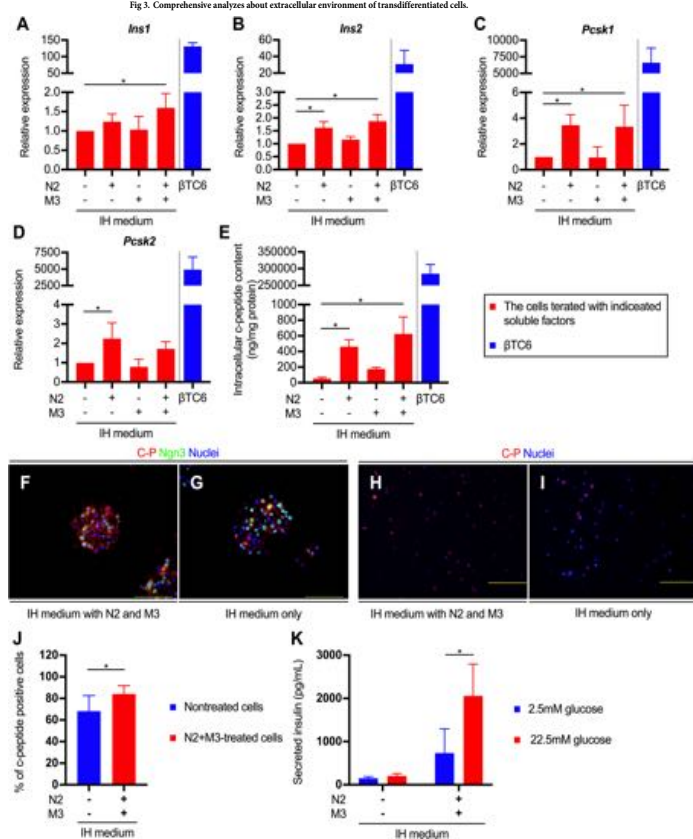 Fig 3. Comprehensive analyzes about extracellular environment of transdifferentiated cells.
A
Ins1
Relative expression
150
100
50
2.0
1.5
1.0
0.5
0.0
*
N2 - + - + βTC6
M3 - - + +
IH medium
B
Ins2
Relative expression
60
40
20
3.0
2.5
2.0
1.5
1.0
0.5
0.0
*
*
N2 - + - + βTC6
M3 - - + +
IH medium
C
Pcsk1
Relative expression
10000
7500
5000
6
4
2
0
*
*
N2 - + - + βTC6
M3 - - + +
IH medium
D
Pcsk2
Relative expression
7500
5000
2500
4
3
2
1
0
*
N2 - + - + βTC6
M3 - - + +
IH medium
E
Intracellular c-peptide content
(ng/mg protein)
350000
300000
250000
200000
150000
1000
800
600
400
200
0
*
*
N2 - + - + βTC6
M3 - - + +
IH medium
The cells terated with indiceated
soluble factors
βTC6
C-P Ngn3 Nuclei
F
G
IH medium with N2 and M3
IH medium only
C-P Nuclei
H
I
IH medium with N2 and M3
IH medium only
J
% of c-peptide positive cells
120
100
80
60
40
20
0
*
N2 - +
M3 - +
IH medium
Nontreated cells
N2+M3-treated cells
K
Secreted insulin (pg/mL)
3000
2000
1000
0
*
N2 - +
M3 - +
IH medium
2.5mM glucose
22.5mM glucose